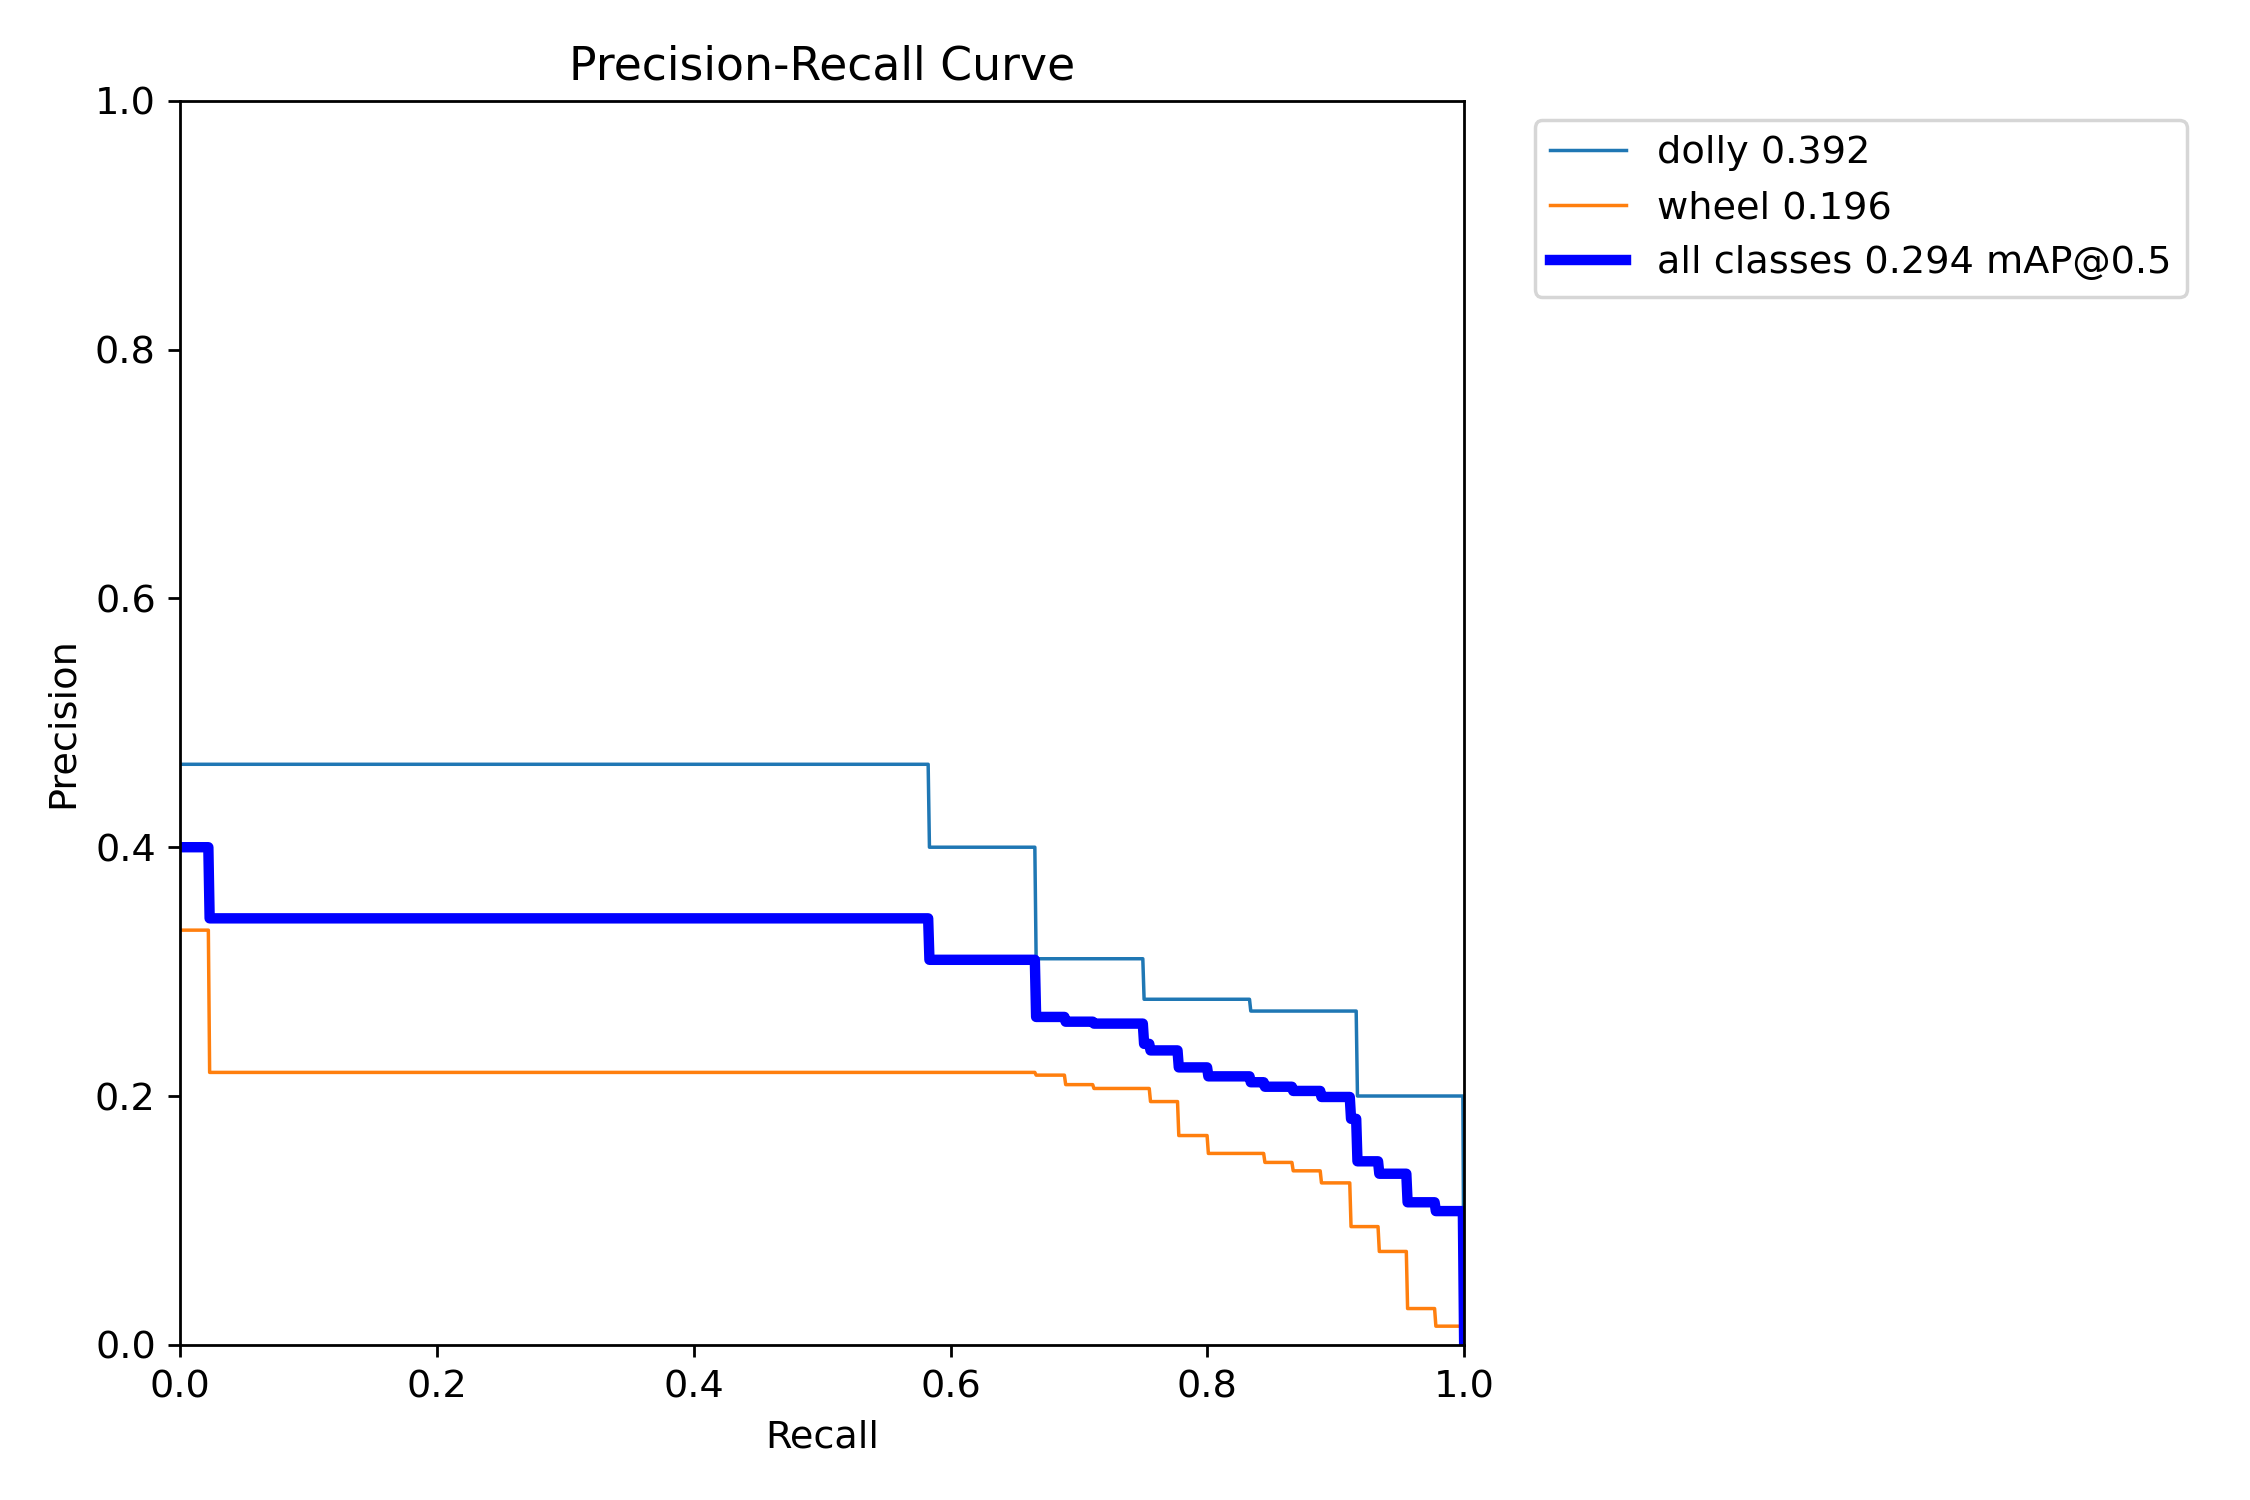 Precision-Recall Curve
1.0
0.8
0.6
0.4
0.2
0.0
Precision
0.0 0.2 0.4 0.6 0.8 1.0
Recall
dolly 0.392
wheel 0.196
all classes 0.294 mAP@0.5